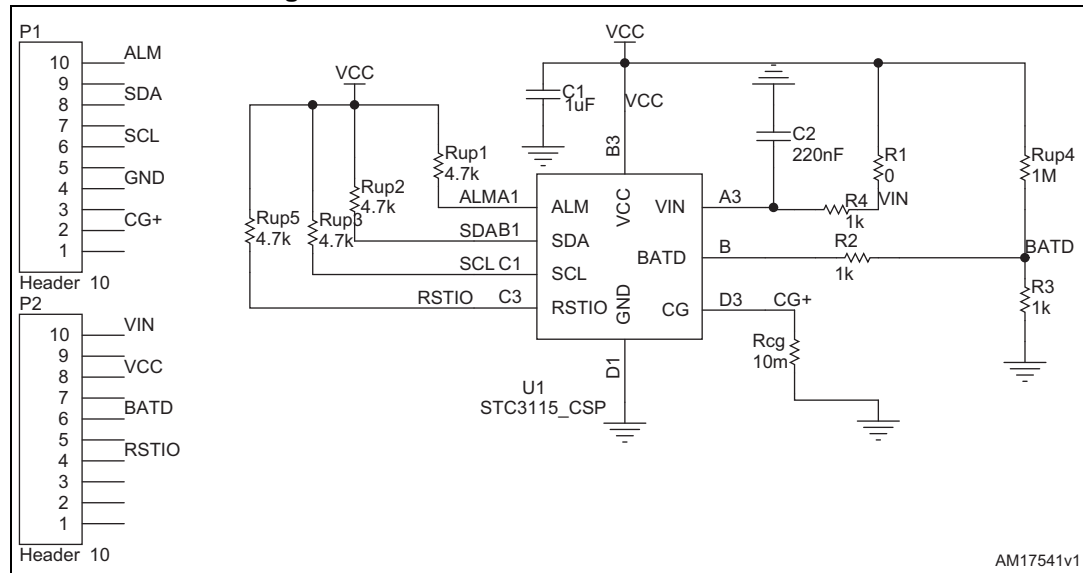 P1
10 ALM
9
8 SDA
7
6 SCL
5
4 GND
3
2 CG+
1
Header 10
P2
10 VIN
9
8 VCC
7
6 BATD
5
4 RSTIO
3
2
1
Header 10
VCC
Rup1
4.7k
Rup2
4.7k
Rup3
4.7k
Rup5
4.7k
VCC
C1
1uF
VCC
B3
C2
220nF
R1
0
VIN
R4
1k
Rup4
1M
ALM A1
SDA B1
SCL C1
RSTIO C3
ALM
SDA
SCL
RSTIO
VCC
GND
VIN
BATD
CG
A3
B
D3
CG+
R2
1k
BATD
R3
1k
Rcg
10m
D1
U1
STC3115_CSP
AM17541v1